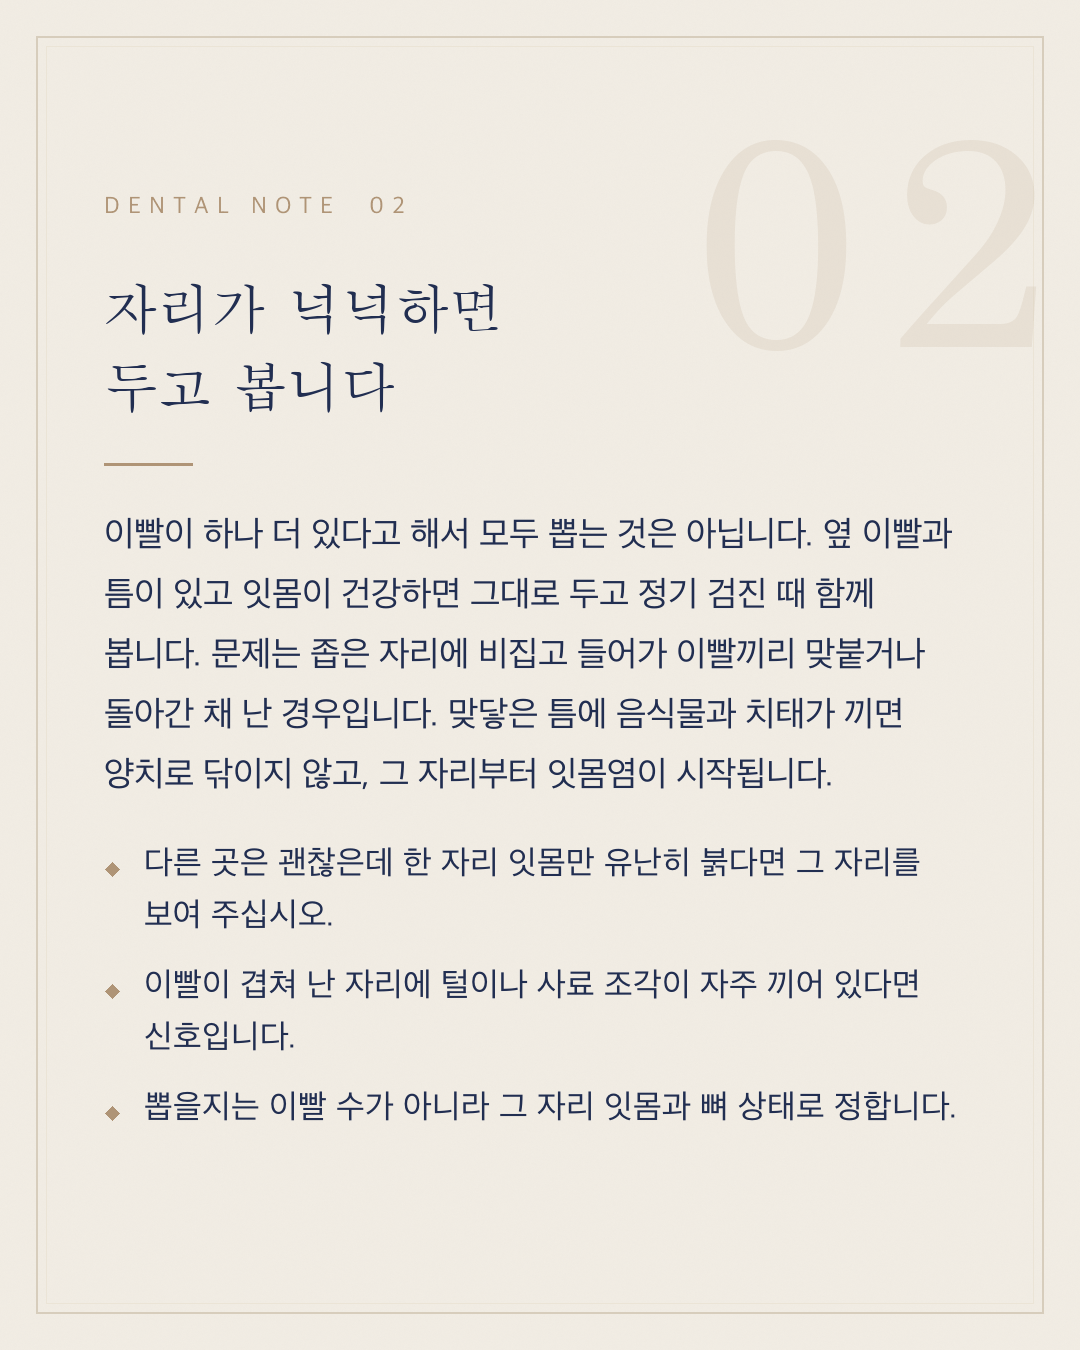 02
DENTAL NOTE 02
자리가 넉넉하면
두고 봅니다
이빨이 하나 더 있다고 해서 모두 뽑는 것은 아닙니다. 옆 이빨과
틈이 있고 잇몸이 건강하면 그대로 두고 정기 검진 때 함께
봅니다. 문제는 좁은 자리에 비집고 들어가 이빨끼리 맞붙거나
돌아간 채 난 경우입니다. 맞닿은 틈에 음식물과 치태가 끼면
양치로 닦이지 않고, 그 자리부터 잇몸염이 시작됩니다.
다른 곳은 괜찮은데 한 자리 잇몸만 유난히 붉다면 그 자리를
보여 주십시오.
이빨이 겹쳐 난 자리에 털이나 사료 조각이 자주 끼어 있다면
신호입니다.
뽑을지는 이빨 수가 아니라 그 자리 잇몸과 뼈 상태로 정합니다.